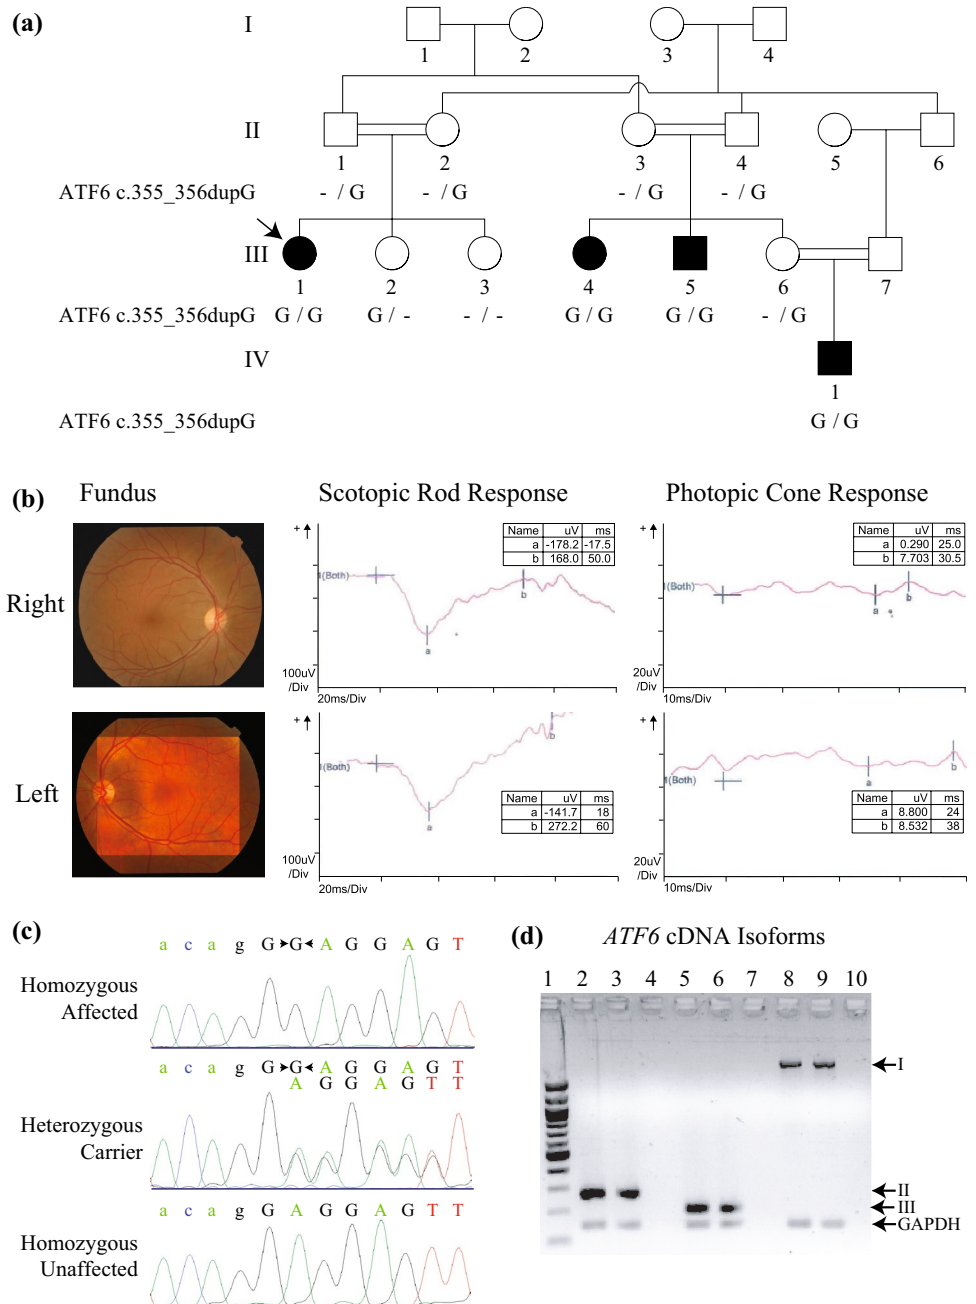 (a)
I
1 2 3 4
II
1 2 3 4 5 6
ATF6 c.355_356dupG - / G - / G - / G - / G
III
1 2 3 4 5 6 7
ATF6 c.355_356dupG G / G G / - - / - G / G G / G - / G
IV
1
ATF6 c.355_356dupG G / G
(b) Fundus Scotopic Rod Response Photopic Cone Response
Right
+
Name uV ms
a -178.2 -17.5
b 168.0 50.0
(Both)
b
a
100uV
/Div
20ms/Div
+
Name uV ms
a 0.290 25.0
b 7.703 30.5
(Both)
a b
20uV
/Div
10ms/Div
Left
+
b
(Both)
a
Name uV ms
a -141.7 18
b 272.2 60
100uV
/Div
20ms/Div
+
b
(Both)
a
Name uV ms
a 8.800 24
b 8.532 38
20uV
/Div
10ms/Div
(c)
a c a g G G A G G A G T
Homozygous
Affected
a c a g G G A G G A G T
A G G A G T T
Heterozygous
Carrier
a c a g G A G G A G T T
Homozygous
Unaffected
(d) ATF6 cDNA Isoforms
1 2 3 4 5 6 7 8 9 10
I
II
III
GAPDH